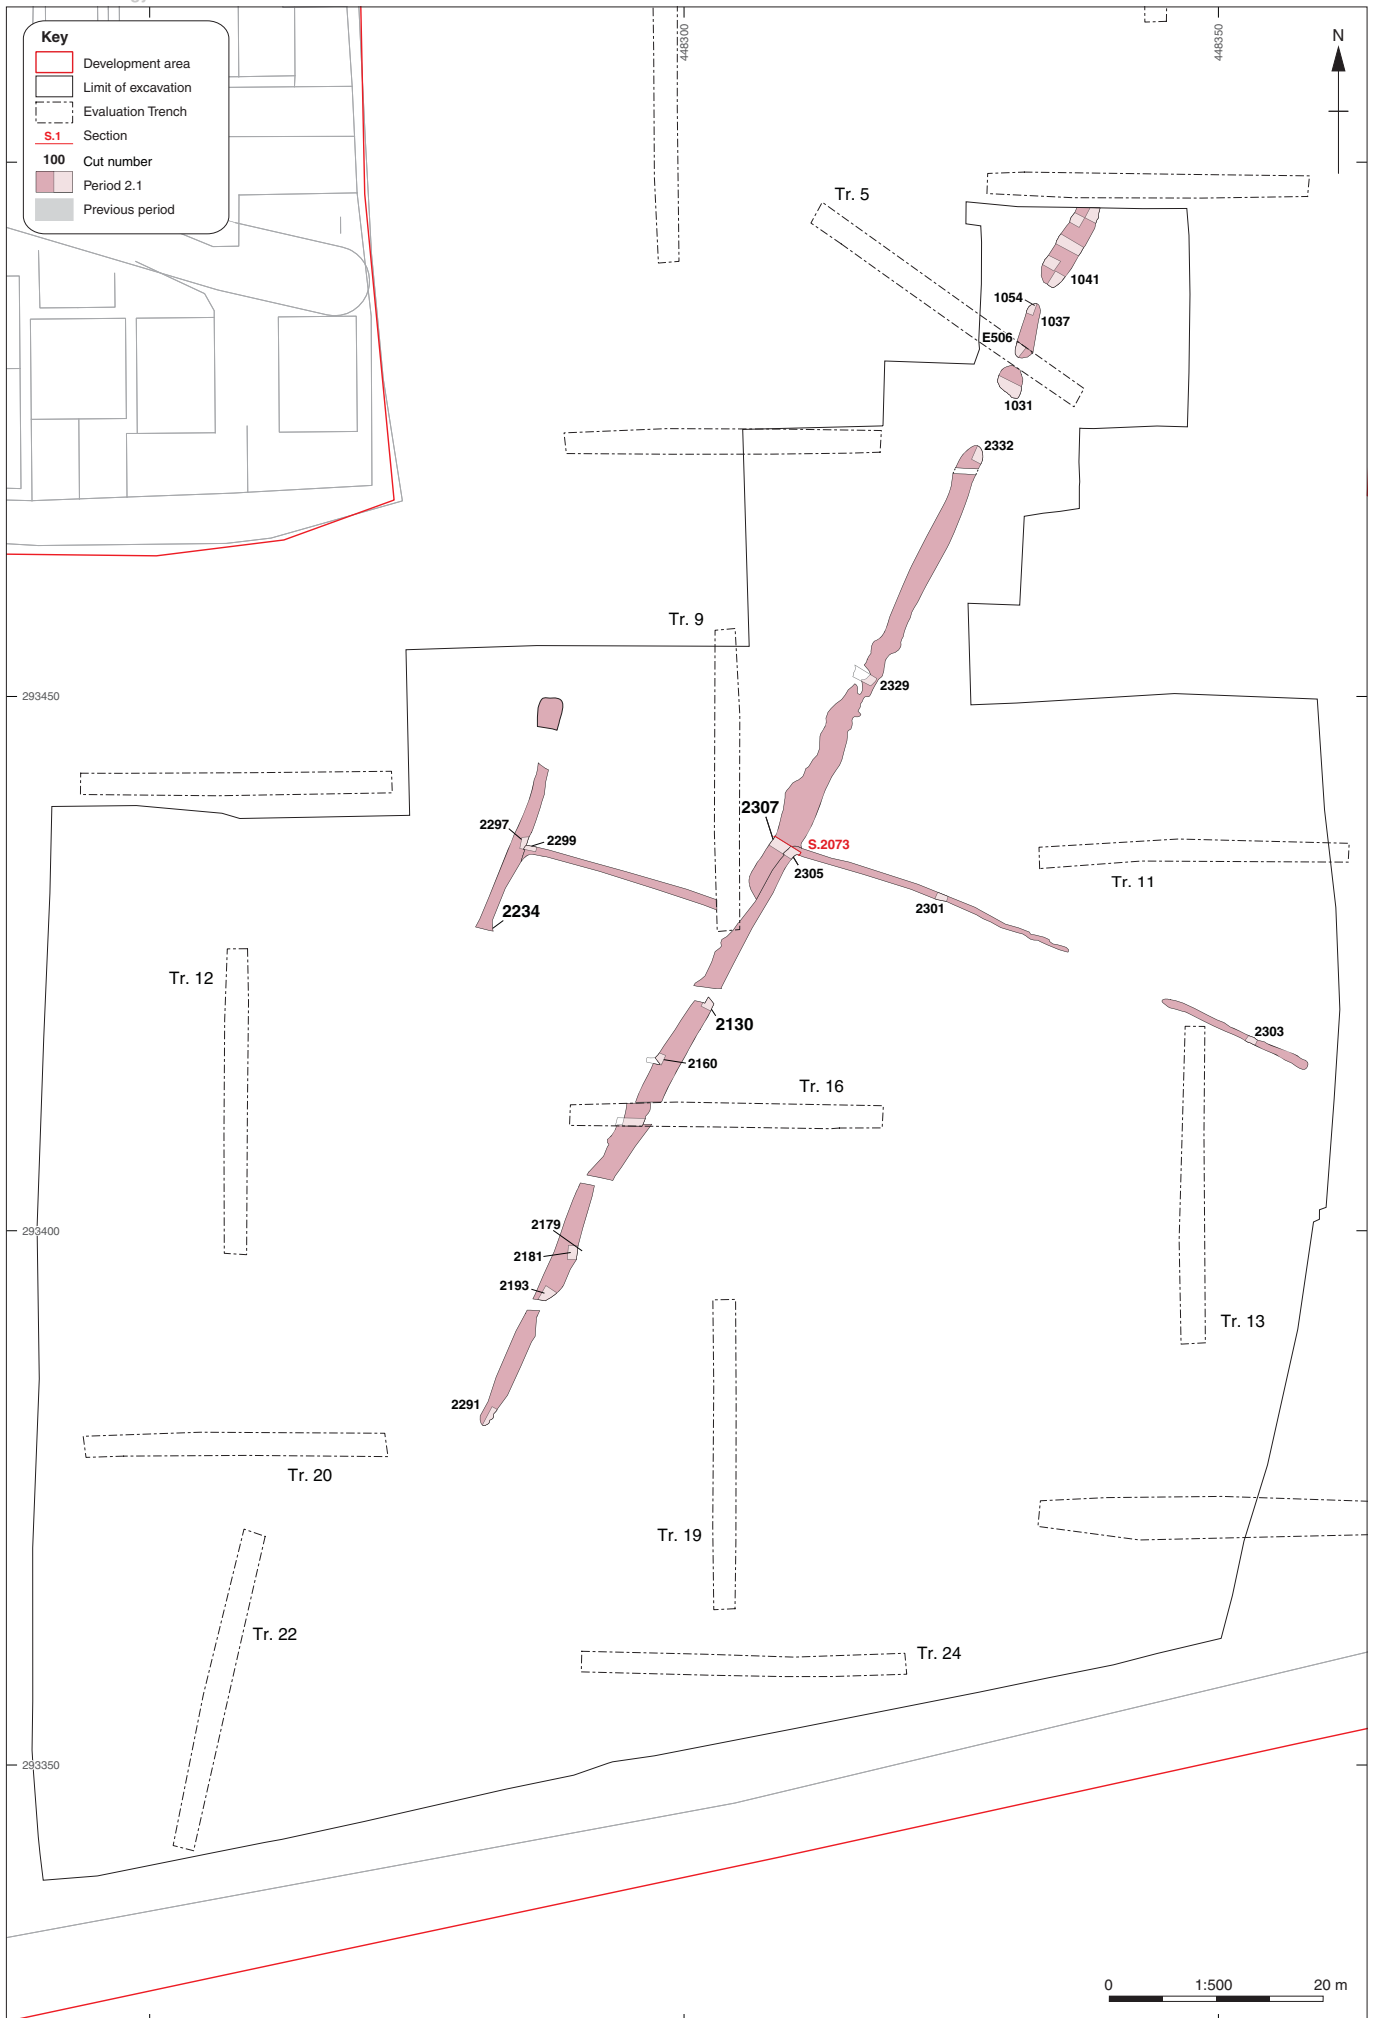 Key
Development area
Limit of excavation
Evaluation Trench
S.1 Section
100 Cut number
Period 2.1
Previous period
448300
448350
N
Tr. 5
1041
1054
1037
E506
1031
2332
Tr. 9
2329
293450
2307
S.2073
2297
2299
2305
Tr. 11
2301
2234
Tr. 12
2130
2303
2160
Tr. 16
2179
293400
2181
2193
Tr. 13
2291
Tr. 20
Tr. 19
Tr. 22
Tr. 24
293350
0 1:500 20 m